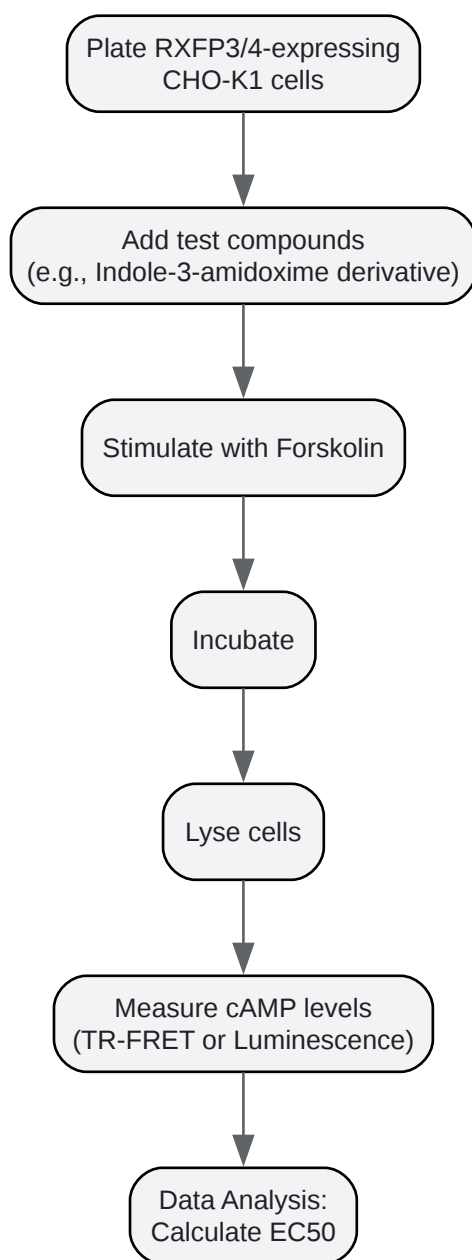 Plate RXFP3/4-expressing
CHO-K1 cells
Add test compounds
(e.g., Indole-3-amidoxime derivative)
Stimulate with Forskolin
Incubate
Lyse cells
Measure cAMP levels
(TR-FRET or Luminescence)
Data Analysis:
Calculate EC50